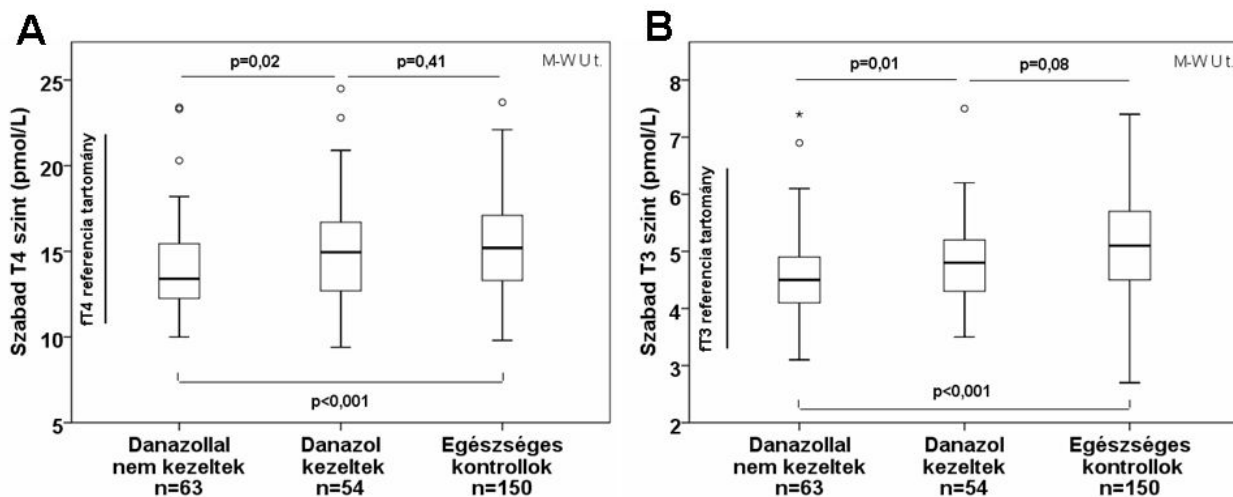 A
p=0,02
p=0,41
M-W U t.
Szabad T4 szint (pmol/L)
fT4 referencia tartomány
25
20
15
10
5
p<0,001
Danazollal
nem kezeltek
n=63
Danazol
kezeltek
n=54
Egészséges
kontrollok
n=150
B
p=0,01
p=0,08
M-W U t.
Szabad T3 szint (pmol/L)
fT3 referencia tartomány
8
7
6
5
4
3
2
p<0,001
Danazollal
nem kezeltek
n=63
Danazol
kezeltek
n=54
Egészséges
kontrollok
n=150